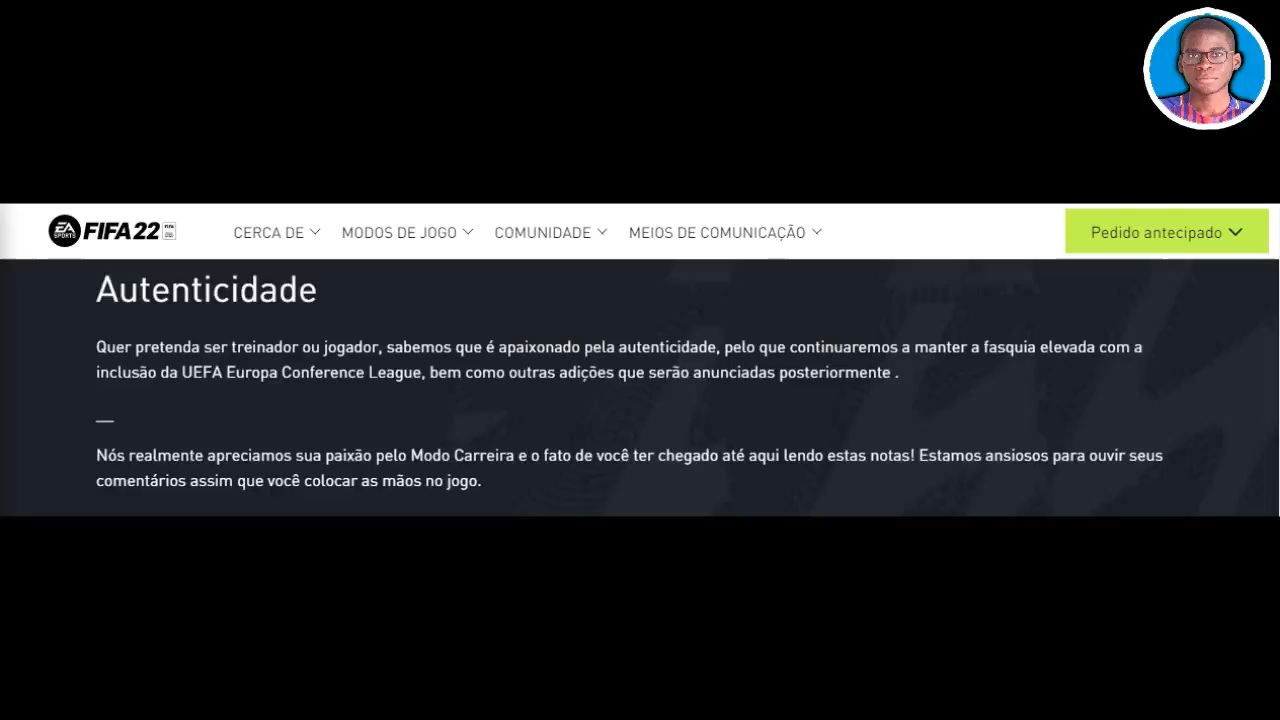 EA SPORTS FIFA 22 CERCA DE MODOS DE JOGO COMUNIDADE MEIOS DE COMUNICAÇÃO Pedido antecipado
Autenticidade
Quer pretenda ser treinador ou jogador, sabemos que é apaixonado pela autenticidade, pelo que continuaremos a manter a fasquia elevada com a
inclusão da UEFA Europa Conference League, bem como outras adições que serão anunciadas posteriormente .
—
Nós realmente apreciamos sua paixão pelo Modo Carreira e o fato de você ter chegado até aqui lendo estas notas! Estamos ansiosos para ouvir seus
comentários assim que você colocar as mãos no jogo.